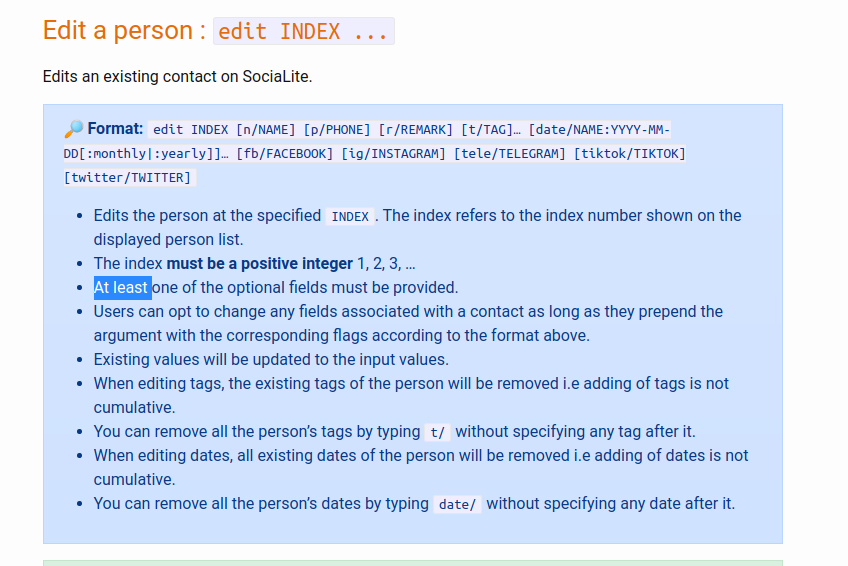 Edit a person : edit INDEX ...
Edits an existing contact on SociaLite.
🔎 Format: edit INDEX [n/NAME] [p/PHONE] [r/REMARK] [t/TAG]… [date/NAME:YYYY-MM-
DD[:monthly|:yearly]]… [fb/FACEBOOK] [ig/INSTAGRAM] [tele/TELEGRAM] [tiktok/TIKTOK]
[twitter/TWITTER]
• Edits the person at the specified INDEX. The index refers to the index number shown on the
displayed person list.
• The index must be a positive integer 1, 2, 3, …
• At least one of the optional fields must be provided.
• Users can opt to change any fields associated with a contact as long as they prepend the
argument with the corresponding flags according to the format above.
• Existing values will be updated to the input values.
• When editing tags, the existing tags of the person will be removed i.e adding of tags is not
cumulative.
• You can remove all the person’s tags by typing t/ without specifying any tag after it.
• When editing dates, all existing dates of the person will be removed i.e adding of dates is not
cumulative.
• You can remove all the person’s dates by typing date/ without specifying any date after it.